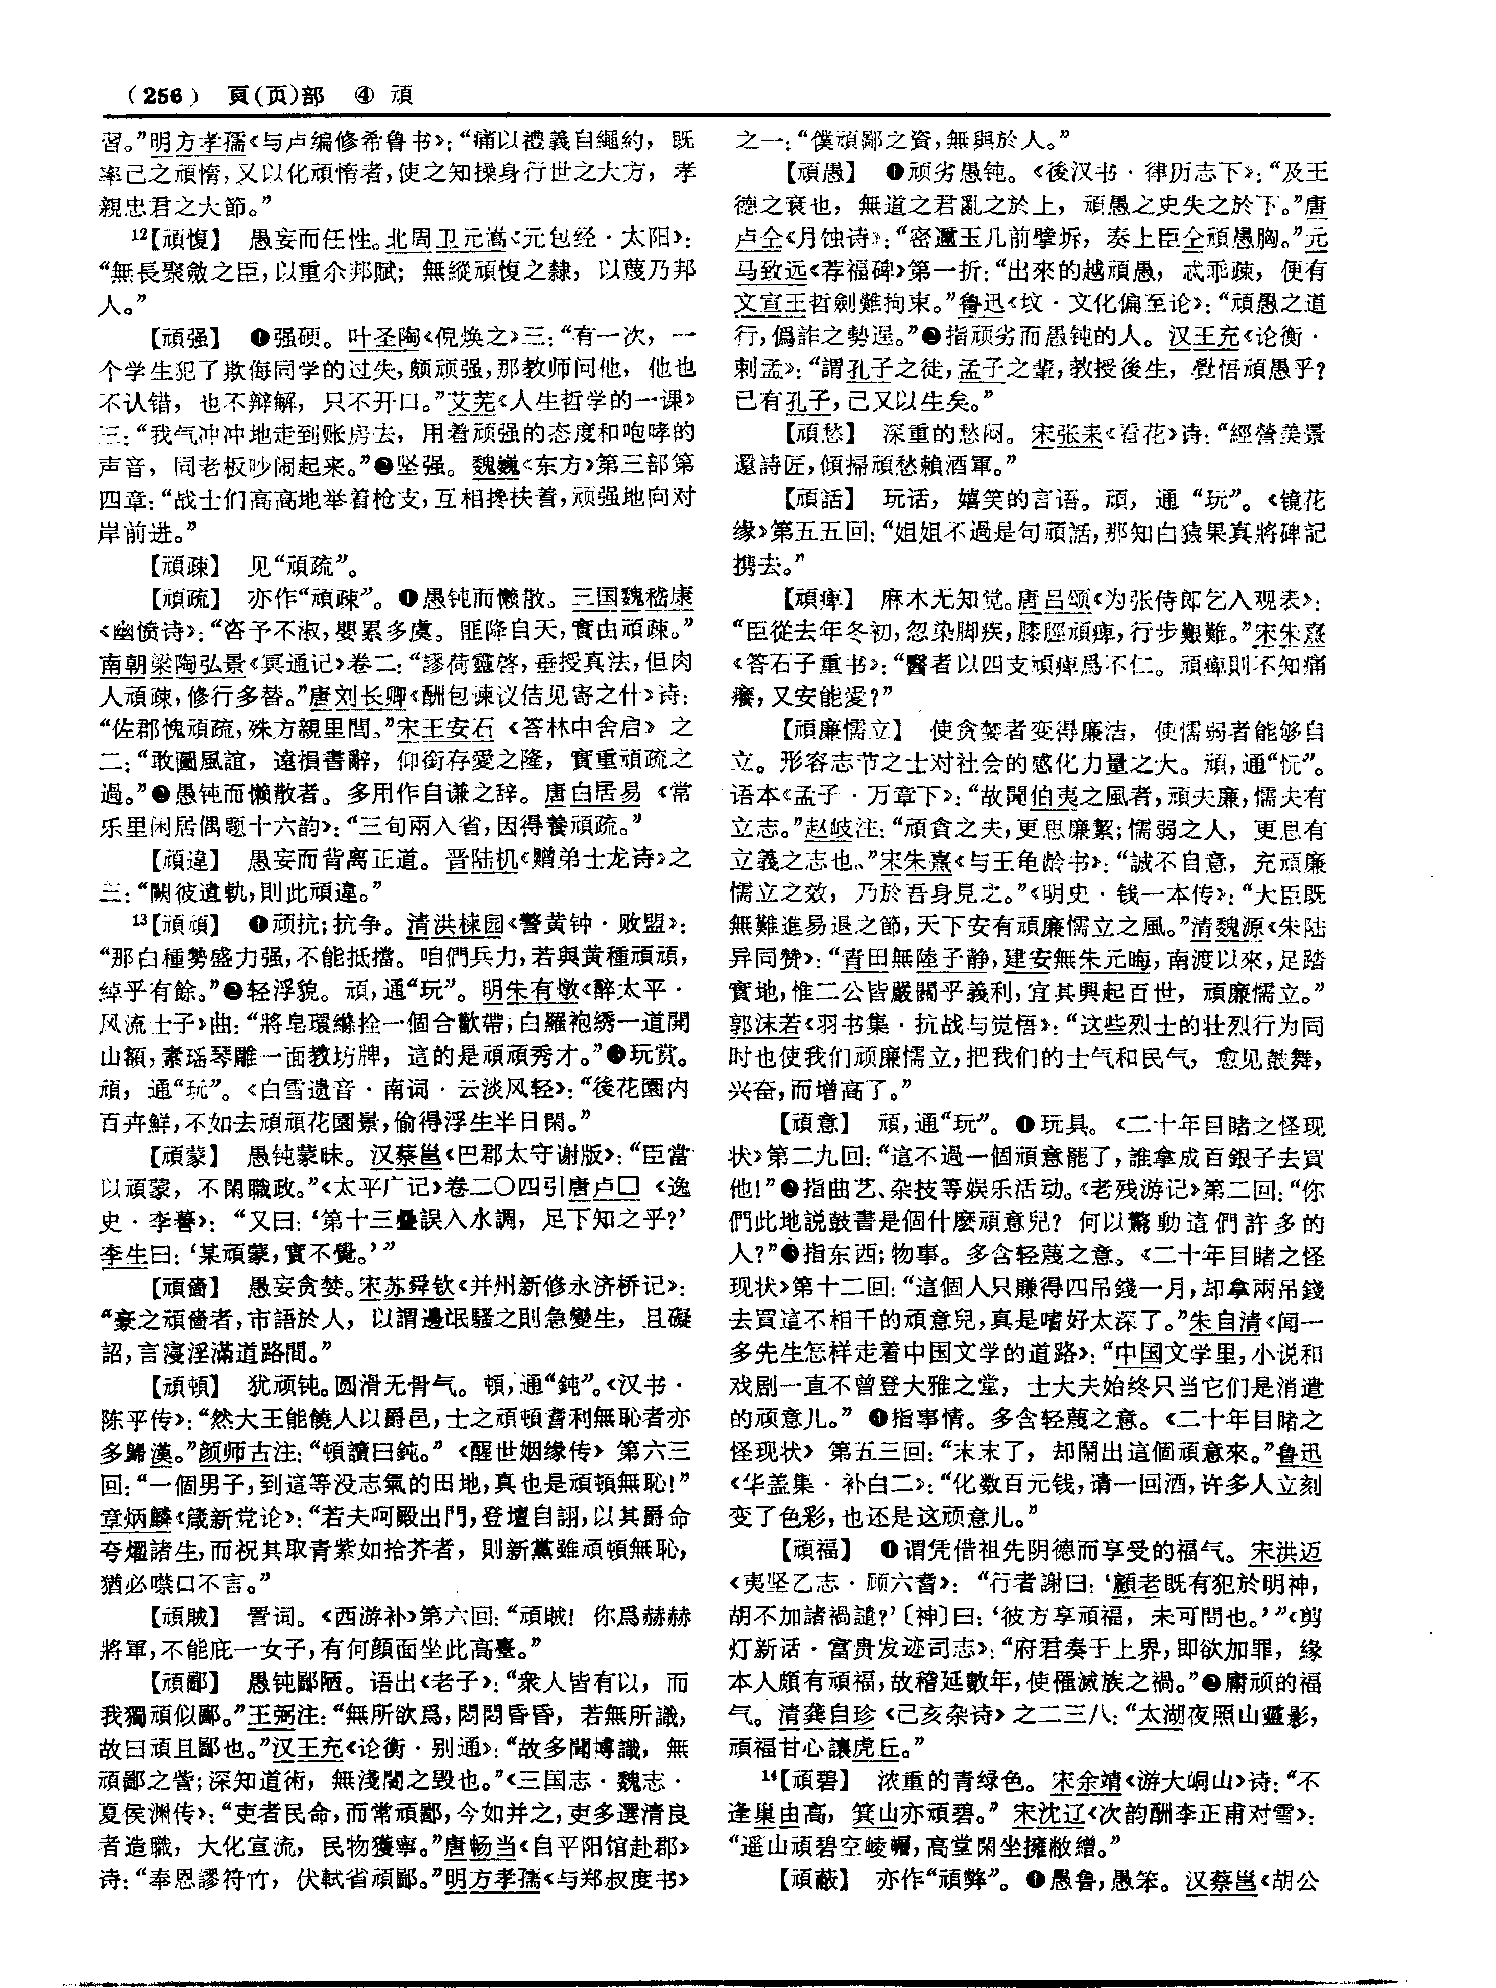 （256） 頁(页)部 ④ 頑
習。”明方孝孺《与卢编修希鲁书》：“痛以禮義自繩約，既
率己之頑惰，又以化頑惰者，使之知操身行世之大方，孝
親忠君之大節。”
12【頑愎】 愚妄而任性。北周卫元嵩《元包经·太阳》：
“無長聚斂之臣，以重尒邦賦；無縱頑愎之隸，以蔑乃邦
人。”
【頑强】 ❶强硬。叶圣陶《倪焕之》三：“有一次，一
个学生犯了欺侮同学的过失，颇顽强，那教师问他，他也
不认错，也不辩解，只不开口。”艾芜《人生哲学的一课》
三：“我气冲冲地走到账房去，用着顽强的态度和咆哮的
声音，同老板吵闹起来。”❷坚强。魏巍《东方》第三部第
四章：“战士们高高地举着枪支，互相搀扶着，顽强地向对
岸前进。”
【頑疎】 见“頑疏”。
【頑疏】 亦作“頑疎”。❶愚钝而懒散。三国魏嵇康
《幽愤诗》：“咨予不淑，嬰累多虞。匪降自天，實由頑疎。”
南朝梁陶弘景《冥通记》卷二：“謬荷靈啓，垂授真法，但肉
人頑疎，修行多替。”唐刘长卿《酬包谏议佶见寄之什》诗：
“佐郡愧頑疏，殊方親里閭。”宋王安石《答林中舍启》之
二：“敢圖風誼，遠損書辭，仰銜存愛之隆，實重頑疏之
過。”❷愚钝而懒散者。多用作自谦之辞。唐白居易《常
乐里闲居偶题十六韵》：“三旬兩入省，因得養頑疏。”
【頑違】 愚妄而背离正道。晋陆机《赠弟士龙诗》之
三：“闕彼遺軌，則此頑違。”
13【頑頑】 ❶顽抗；抗争。清洪楝园《警黄钟·败盟》：
“那白種勢盛力强，不能抵擋。咱們兵力，若與黄種頑頑，
綽乎有餘。”❷轻浮貌。頑，通“玩”。明朱有燉《醉太平·
风流士子》曲：“將皂環縧拴一個合歡帶，白羅袍綉一道開
山額，素瑶琴雕一面教坊牌，這的是頑頑秀才。”❸玩赏。
頑，通“玩”。《白雪遗音·南词·云淡风轻》：“後花園内
百卉鮮，不如去頑頑花園景，偷得浮生半日閑。”
【頑蒙】 愚钝蒙昧。汉蔡邕《巴郡太守谢版》：“臣當
以頑蒙，不閑職政。”《太平广记》卷二〇四引唐卢囗《逸
史·李謩》：“又曰：‘第十三疊誤入水調，足下知之乎？’
李生曰：‘某頑蒙，實不覺。’”
【頑嗇】 愚妄贪婪。宋苏舜钦《并州新修永济桥记》：
“豪之頑嗇者，市語於人，以謂邊氓騷之則急變生，且礙
詔，言寖淫滿道路間。”
【頑頓】 犹顽钝。圆滑无骨气。頓，通“鈍”。《汉书·
陈平传》：“然大王能饒人以爵邑，士之頑頓耆利無恥者亦
多歸漢。”颜师古注：“頓讀曰鈍。”《醒世姻缘传》第六三
回：“一個男子，到這等没志氣的田地，真也是頑頓無恥！”
章炳麟《箴新党论》：“若夫呵殿出門，登壇自詡，以其爵命
夸燿諸生，而祝其取青紫如拾芥者，則新黨雖頑頓無恥，
猶必噤口不言。”
【頑賊】 詈词。《西游补》第六回：“頑賊！你爲赫赫
將軍，不能庇一女子，有何顔面坐此高臺。”
【頑鄙】 愚钝鄙陋。语出《老子》：“衆人皆有以，而
我獨頑似鄙。”王弼注：“無所欲爲，悶悶昏昏，若無所識，
故曰頑且鄙也。”汉王充《论衡·别通》：“故多聞博識，無
頑鄙之訾；深知道術，無淺闇之毀也。”《三国志·魏志·
夏侯渊传》：“吏者民命，而常頑鄙，今如并之，吏多選清良
者造職，大化宣流，民物獲寧。”唐畅当《自平阳馆赴郡》
诗：“奉恩謬符竹，伏軾省頑鄙。”明方孝孺《与郑叔度书》
之一：“僕頑鄙之資，無與於人。”
【頑愚】 ❶顽劣愚钝。《後汉书·律历志下》：“及王
德之衰也，無道之君亂之於上，頑愚之史失之於下。”唐
卢仝《月蚀诗》：“密邇玉几前擘坼，奏上臣仝頑愚胸。”元
马致远《荐福碑》第一折：“出來的越頑愚，忒乖疎，便有
文宣王哲劍難拘束。”鲁迅《坟·文化偏至论》：“頑愚之道
行，僞詐之勢逞。”❷指顽劣而愚钝的人。汉王充《论衡·
刺孟》：“謂孔子之徒，孟子之輩，教授後生，覺悟頑愚乎？
已有孔子，己又以生矣。”
【頑愁】 深重的愁闷。宋张耒《看花》诗：“經營美景
還詩匠，傾掃頑愁賴酒軍。”
【頑話】 玩话，嬉笑的言语。頑，通“玩”。《镜花
缘》第五五回：“姐姐不過是句頑話，那知白猿果真將碑記
携去。”
【頑痺】 麻木无知觉。唐吕颂《为张侍郎乞入观表》：
“臣從去年冬初，忽染脚疾，膝脛頑痺，行步艱難。”宋朱熹
《答石子重书》：“醫者以四支頑痺爲不仁。頑痺則不知痛
癢，又安能愛？”
【頑廉懦立】 使贪婪者变得廉洁，使懦弱者能够自
立。形容志节之士对社会的感化力量之大。頑，通“忨”。
语本《孟子·万章下》：“故聞伯夷之風者，頑夫廉，懦夫有
立志。”赵岐注：“頑貪之夫，更思廉絜；懦弱之人，更思有
立義之志也。”宋朱熹《与王龟龄书》：“誠不自意，充頑廉
懦立之效，乃於吾身見之。”《明史·钱一本传》：“大臣既
無難進易退之節，天下安有頑廉懦立之風。”清魏源《朱陆
异同赞》：“青田無陸子静，建安無朱元晦，南渡以來，足踏
實地，惟二公皆嚴闢乎義利，宜其興起百世，頑廉懦立。”
郭沫若《羽书集·抗战与觉悟》：“这些烈士的壮烈行为同
时也使我们顽廉懦立，把我们的士气和民气，愈见鼓舞，
兴奋，而增高了。”
【頑意】 頑，通“玩”。❶玩具。《二十年目睹之怪现
状》第二九回：“這不過一個頑意罷了，誰拿成百銀子去買
他！”❷指曲艺、杂技等娱乐活动。《老残游记》第二回：“你
們此地説鼓書是個什麽頑意兒？何以驚動這們許多的
人？”❸指东西；物事。多含轻蔑之意。《二十年目睹之怪
现状》第十二回：“這個人只賺得四吊錢一月，却拿兩吊錢
去買這不相干的頑意兒，真是嗜好太深了。”朱自清《闻一
多先生怎样走着中国文学的道路》：“中国文学里，小说和
戏剧一直不曾登大雅之堂，士大夫始终只当它们是消遣
的顽意儿。”❹指事情。多含轻蔑之意。《二十年目睹之
怪现状》第五三回：“末末了，却鬧出這個頑意來。”鲁迅
《华盖集·补白二》：“化数百元钱，请一回酒，许多人立刻
变了色彩，也还是这顽意儿。”
【頑福】 ❶谓凭借祖先阴德而享受的福气。宋洪迈
《夷坚乙志·顾六耆》：“行者謝曰：‘顧老既有犯於明神，
胡不加諸禍譴？’〔神〕曰：‘彼方享頑福，未可問也。’”《剪
灯新话·富贵发迹司志》：“府君奏于上界，即欲加罪，缘
本人頗有頑福，故稽延數年，使罹滅族之禍。”❷庸顽的福
气。清龚自珍《己亥杂诗》之二三八：“太湖夜照山靈影，
頑福甘心讓虎丘。”
14【頑碧】 浓重的青绿色。宋余靖《游大峒山》诗：“不
逢巢由高，箕山亦頑碧。”宋沈辽《次韵酬李正甫对雪》：
“遥山頑碧空崚嶒，高堂閑坐擁敝繒。”
【頑蔽】 亦作“頑弊”。❶愚鲁，愚笨。汉蔡邕《胡公